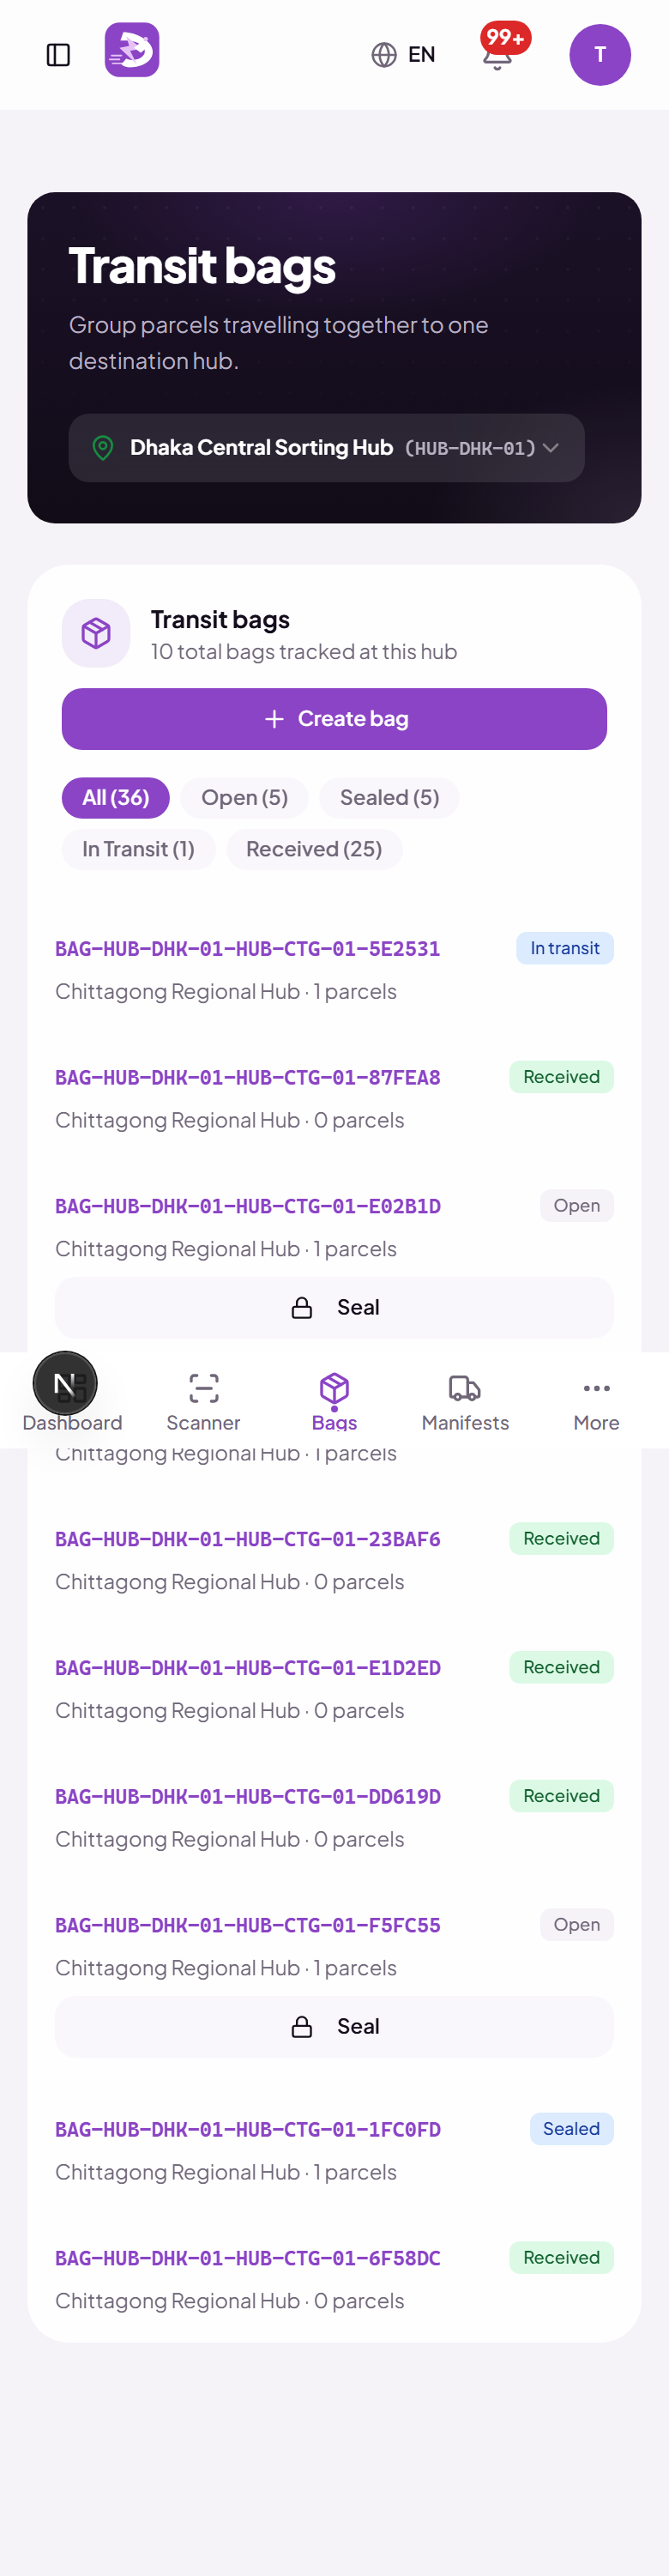 EN
99+
T
Transit bags
Group parcels travelling together to one
destination hub.
Dhaka Central Sorting Hub (HUB-DHK-01)
Transit bags
10 total bags tracked at this hub
Create bag
All (36)
Open (5)
Sealed (5)
In Transit (1)
Received (25)
BAG-HUB-DHK-01-HUB-CTG-01-5E2531
In transit
Chittagong Regional Hub · 1 parcels
BAG-HUB-DHK-01-HUB-CTG-01-87FEA8
Received
Chittagong Regional Hub · 0 parcels
BAG-HUB-DHK-01-HUB-CTG-01-E02B1D
Open
Chittagong Regional Hub · 1 parcels
Seal
N
Dashboard
Scanner
Bags
Manifests
More
Chittagong Regional Hub · 1 parcels
BAG-HUB-DHK-01-HUB-CTG-01-23BAF6
Received
Chittagong Regional Hub · 0 parcels
BAG-HUB-DHK-01-HUB-CTG-01-E1D2ED
Received
Chittagong Regional Hub · 0 parcels
BAG-HUB-DHK-01-HUB-CTG-01-DD619D
Received
Chittagong Regional Hub · 0 parcels
BAG-HUB-DHK-01-HUB-CTG-01-F5FC55
Open
Chittagong Regional Hub · 1 parcels
Seal
BAG-HUB-DHK-01-HUB-CTG-01-1FC0FD
Sealed
Chittagong Regional Hub · 1 parcels
BAG-HUB-DHK-01-HUB-CTG-01-6F58DC
Received
Chittagong Regional Hub · 0 parcels